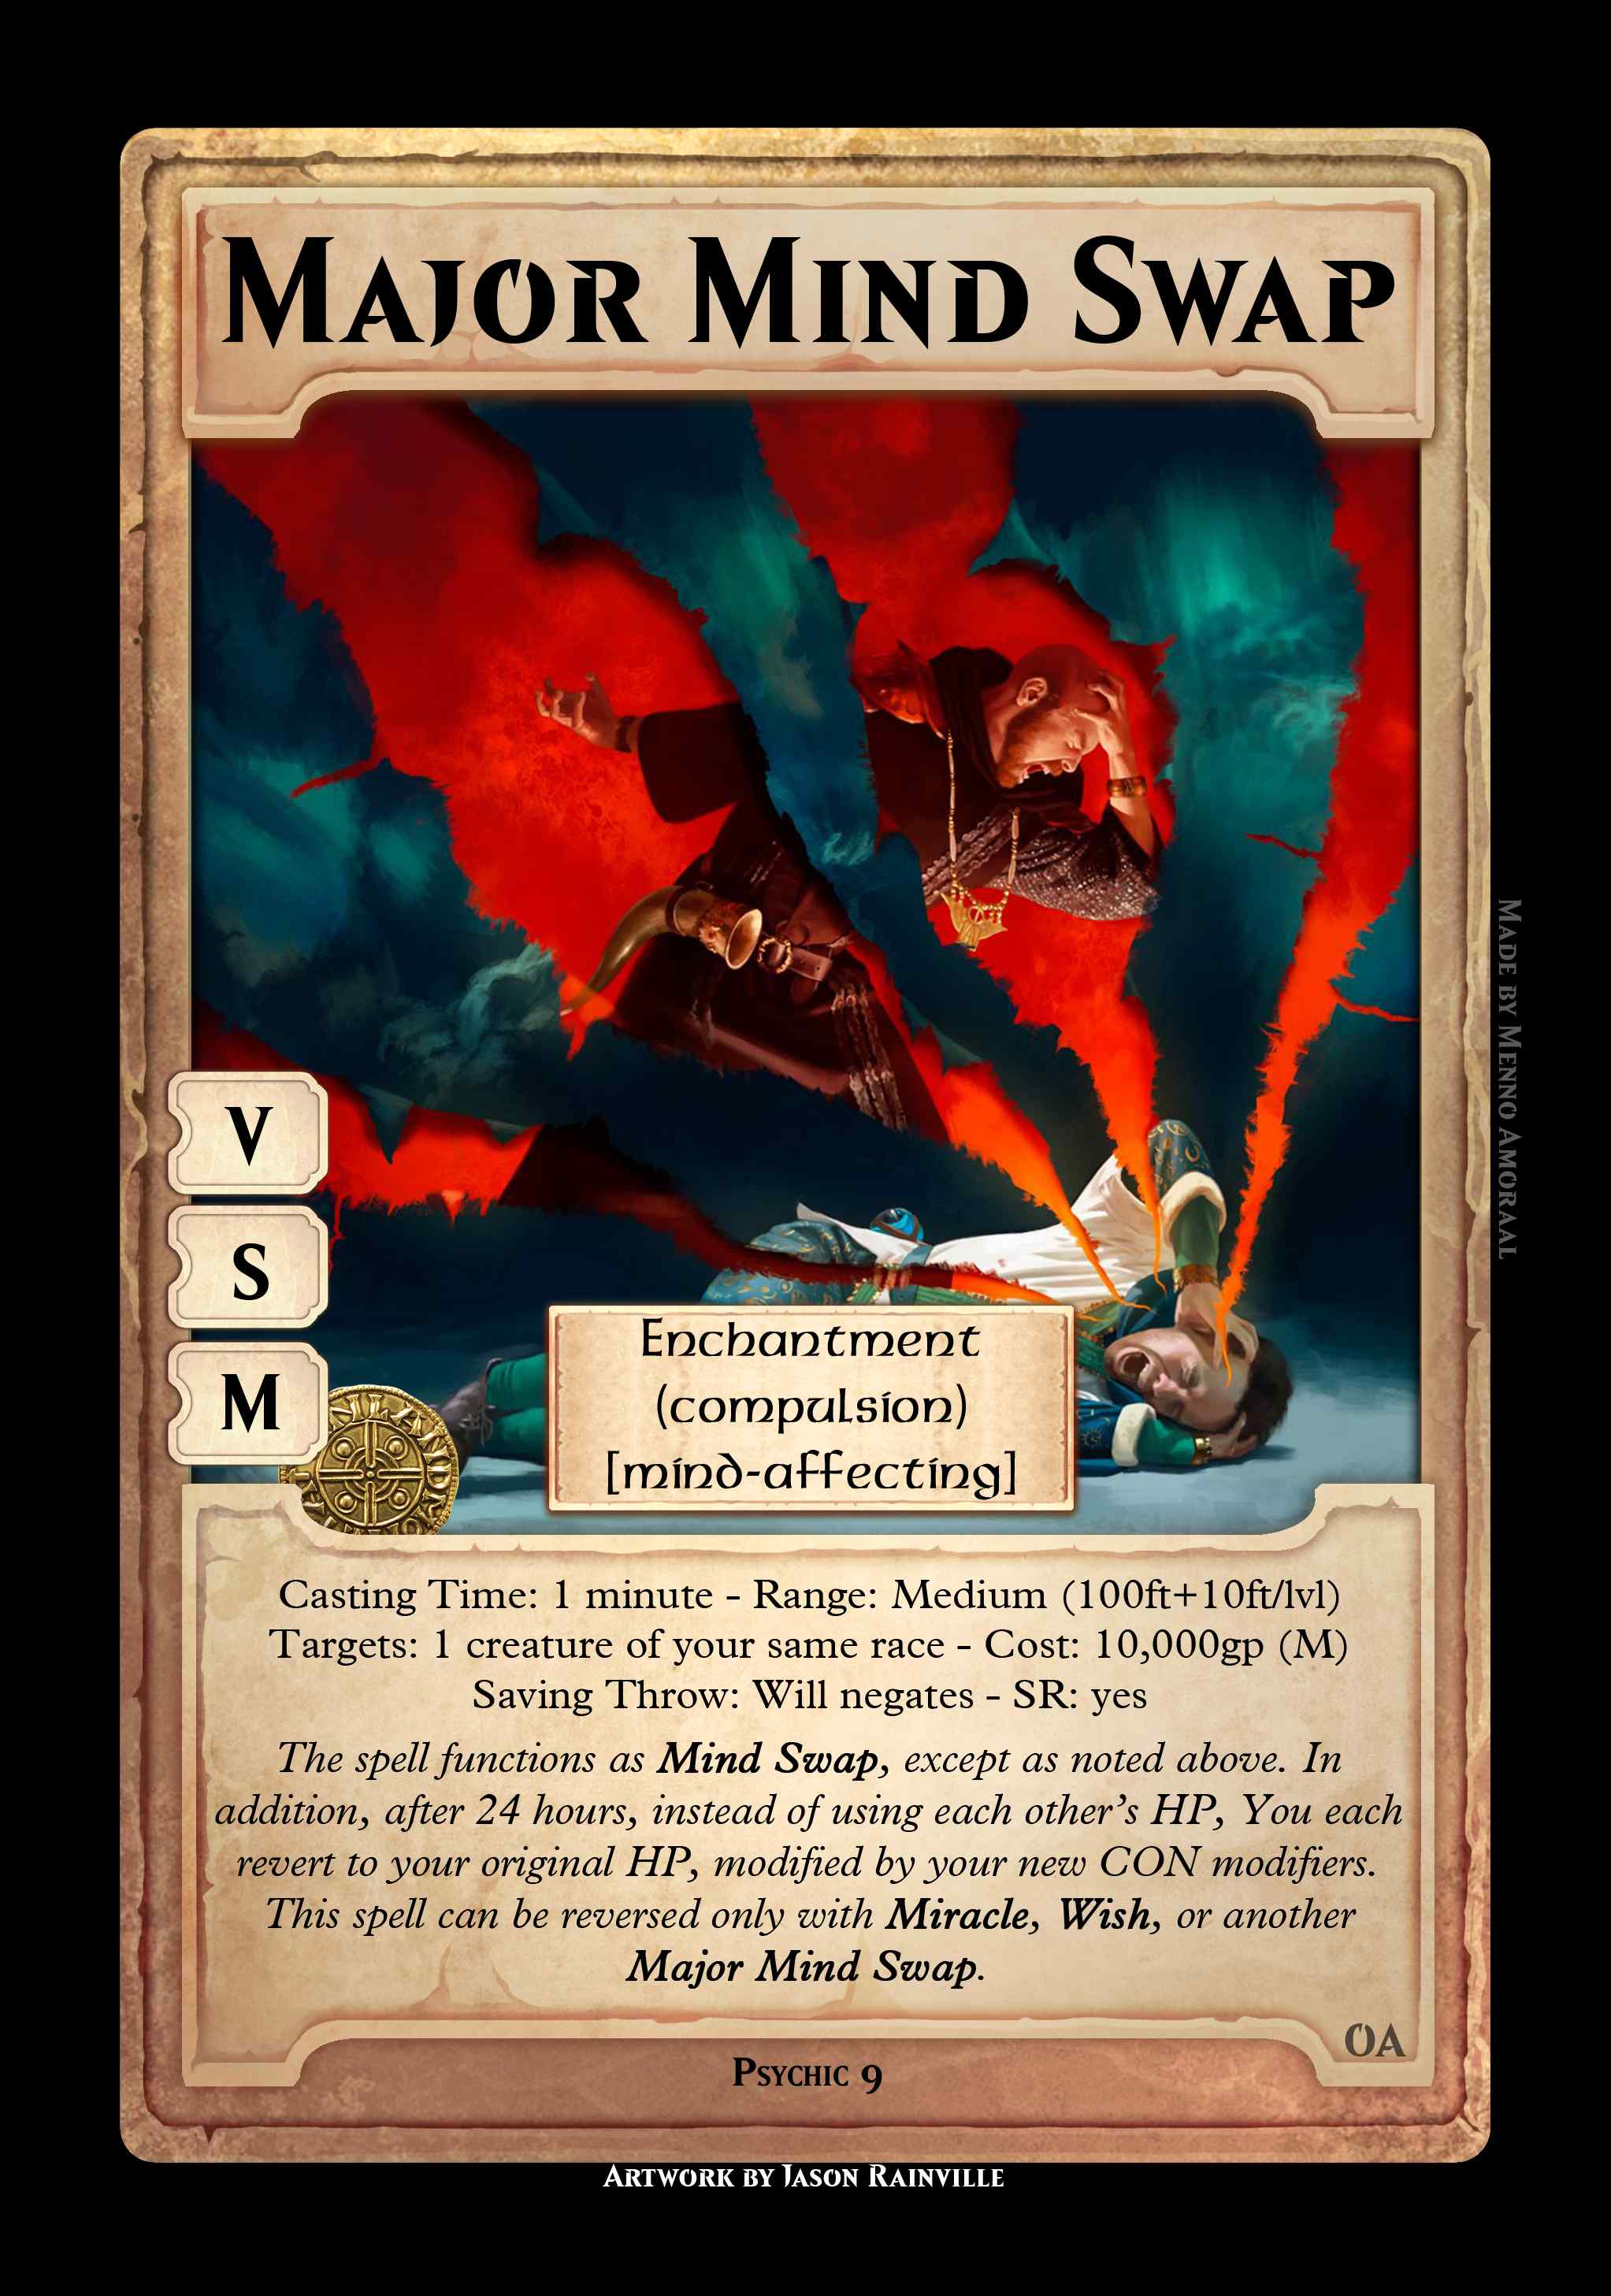 Major Mind Swap
V
S
M
Enchantment
(compulsion)
[mind-affecting]
Casting Time: 1 minute - Range: Medium (100ft+10ft/lvl)
Targets: 1 creature of your same race - Cost: 10,000gp (M)
Saving Throw: Will negates - SR: yes
The spell functions as Mind Swap, except as noted above. In
addition, after 24 hours, instead of using each other's HP, You each
revert to your original HP, modified by your new CON modifiers.
This spell can be reversed only with Miracle, Wish, or another
Major Mind Swap.
OA
Psychic 9
Artwork by Jason Rainville
Made by Menno Amoraal